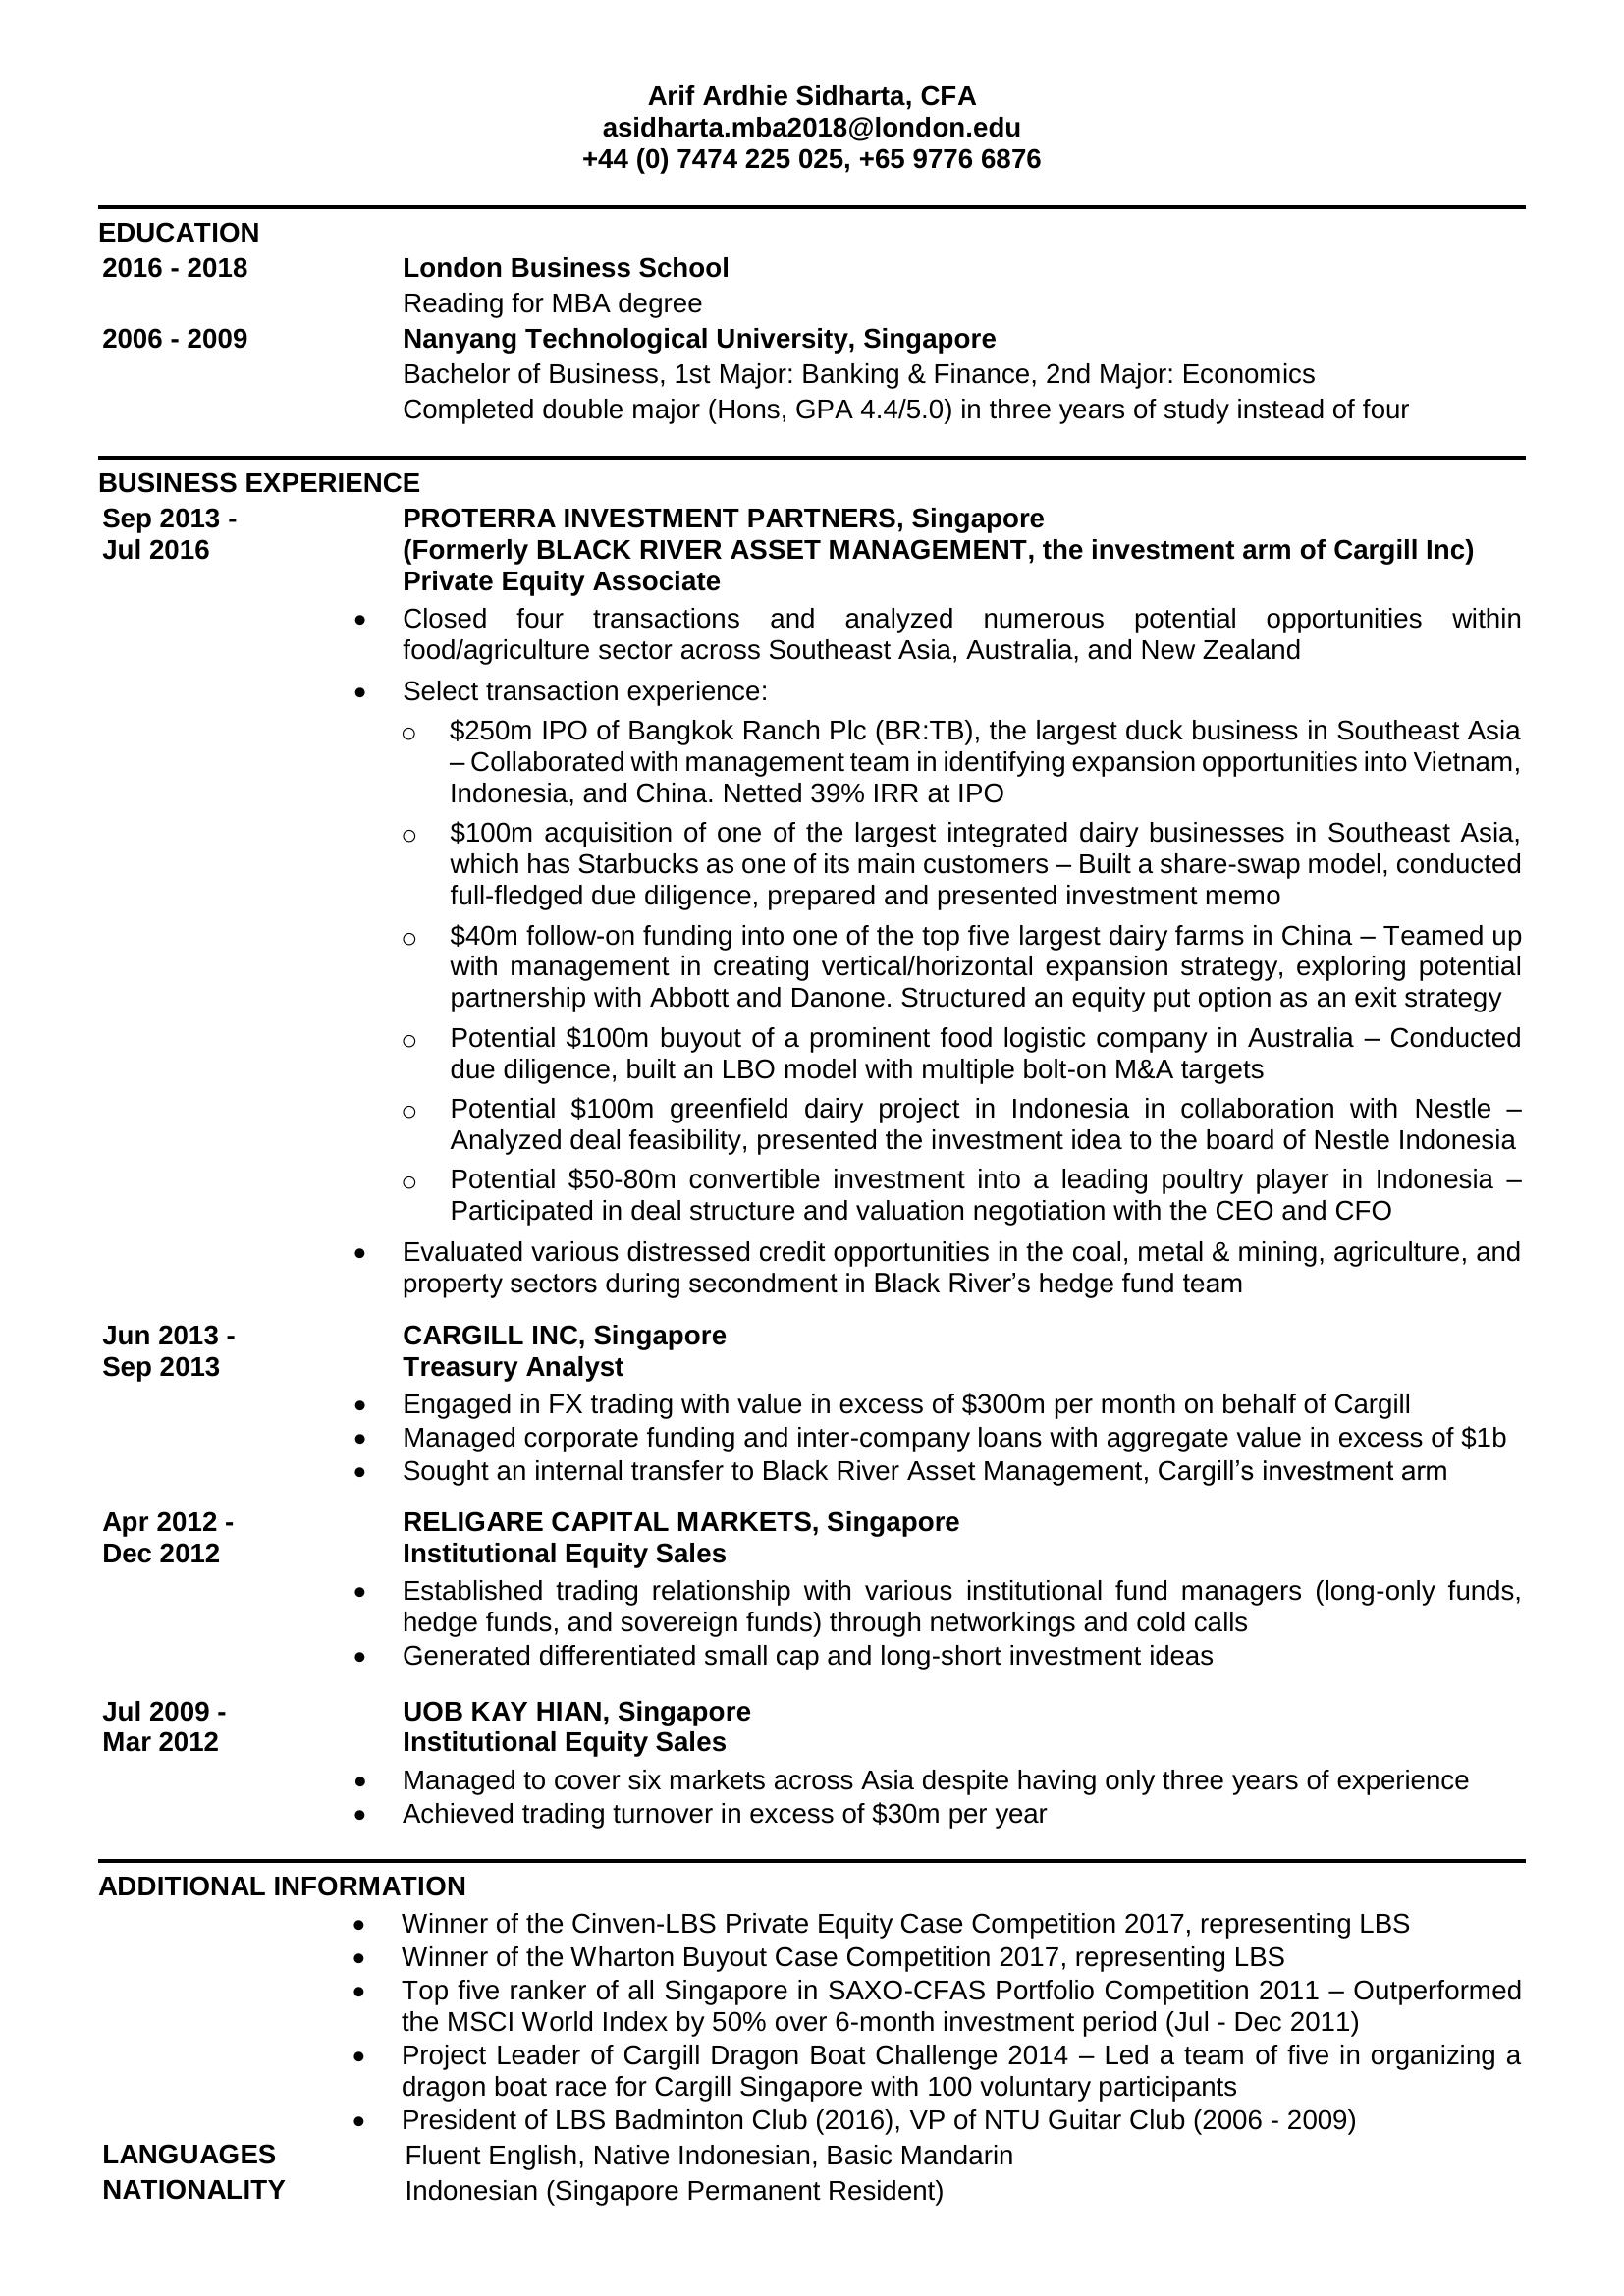 Arif Ardhie Sidharta, CFA
asidharta.mba2018@london.edu
+44 (0) 7474 225 025, +65 9776 6876
EDUCATION
2016 - 2018 London Business School
Reading for MBA degree
2006 - 2009 Nanyang Technological University, Singapore
Bachelor of Business, 1st Major: Banking & Finance, 2nd Major: Economics
Completed double major (Hons, GPA 4.4/5.0) in three years of study instead of four
BUSINESS EXPERIENCE
Sep 2013 - PROTERRA INVESTMENT PARTNERS, Singapore
Jul 2016 (Formerly BLACK RIVER ASSET MANAGEMENT, the investment arm of Cargill Inc)
Private Equity Associate
• Closed four transactions and analyzed numerous potential opportunities within
food/agriculture sector across Southeast Asia, Australia, and New Zealand
• Select transaction experience:
o $250m IPO of Bangkok Ranch Plc (BR:TB), the largest duck business in Southeast Asia
– Collaborated with management team in identifying expansion opportunities into Vietnam,
Indonesia, and China. Netted 39% IRR at IPO
o $100m acquisition of one of the largest integrated dairy businesses in Southeast Asia,
which has Starbucks as one of its main customers – Built a share-swap model, conducted
full-fledged due diligence, prepared and presented investment memo
o $40m follow-on funding into one of the top five largest dairy farms in China – Teamed up
with management in creating vertical/horizontal expansion strategy, exploring potential
partnership with Abbott and Danone. Structured an equity put option as an exit strategy
o Potential $100m buyout of a prominent food logistic company in Australia – Conducted
due diligence, built an LBO model with multiple bolt-on M&A targets
o Potential $100m greenfield dairy project in Indonesia in collaboration with Nestle –
Analyzed deal feasibility, presented the investment idea to the board of Nestle Indonesia
o Potential $50-80m convertible investment into a leading poultry player in Indonesia –
Participated in deal structure and valuation negotiation with the CEO and CFO
• Evaluated various distressed credit opportunities in the coal, metal & mining, agriculture, and
property sectors during secondment in Black River’s hedge fund team
Jun 2013 - CARGILL INC, Singapore
Sep 2013 Treasury Analyst
• Engaged in FX trading with value in excess of $300m per month on behalf of Cargill
• Managed corporate funding and inter-company loans with aggregate value in excess of $1b
• Sought an internal transfer to Black River Asset Management, Cargill’s investment arm
Apr 2012 - RELIGARE CAPITAL MARKETS, Singapore
Dec 2012 Institutional Equity Sales
• Established trading relationship with various institutional fund managers (long-only funds,
hedge funds, and sovereign funds) through networkings and cold calls
• Generated differentiated small cap and long-short investment ideas
Jul 2009 - UOB KAY HIAN, Singapore
Mar 2012 Institutional Equity Sales
• Managed to cover six markets across Asia despite having only three years of experience
• Achieved trading turnover in excess of $30m per year
ADDITIONAL INFORMATION
• Winner of the Cinven-LBS Private Equity Case Competition 2017, representing LBS
• Winner of the Wharton Buyout Case Competition 2017, representing LBS
• Top five ranker of all Singapore in SAXO-CFAS Portfolio Competition 2011 – Outperformed
the MSCI World Index by 50% over 6-month investment period (Jul - Dec 2011)
• Project Leader of Cargill Dragon Boat Challenge 2014 – Led a team of five in organizing a
dragon boat race for Cargill Singapore with 100 voluntary participants
• President of LBS Badminton Club (2016), VP of NTU Guitar Club (2006 - 2009)
LANGUAGES Fluent English, Native Indonesian, Basic Mandarin
NATIONALITY Indonesian (Singapore Permanent Resident)